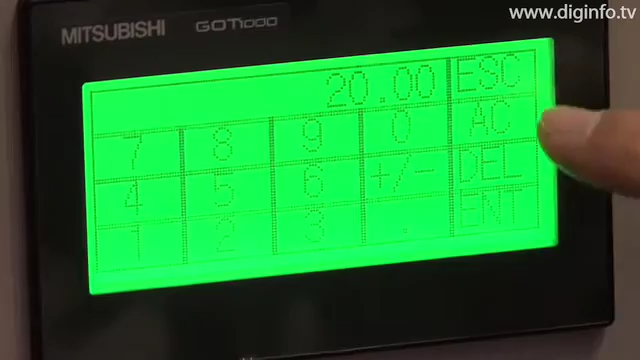 www.diginfo.tv
MITSUBISHI GOT1000
20.00 ESC
7 8 9 0 AC
4 5 6 +/- DEL
1 2 3 . ENT